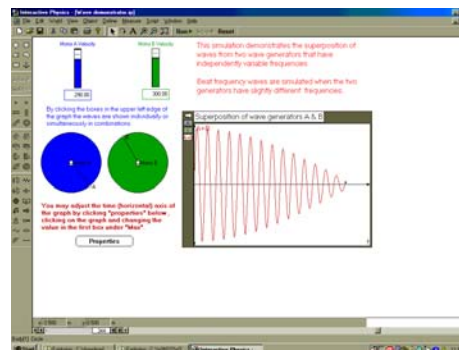 Interactive Physics - [Wave demonstrator.ip]
File Edit World View Object Define Measure Script Window Help
Run
Motor A Velocity
Motor B Velocity
This simulation demonstrates the superposition of
waves from two wave generators that have
independently variable frequencies
Beat frequency waves are simulated when the two
generators have slightly different frequencies.
300.00
By clicking the boxes in the upper left edge of
the graph the waves are shown individually or
simultaneously in combinations
Superposition of wave generators A & B
You may adjust the time (horizontal) axis of
the graph by clicking "properties" below ,
clicking on the graph and changing the
value in the first box under "Max"
Properties